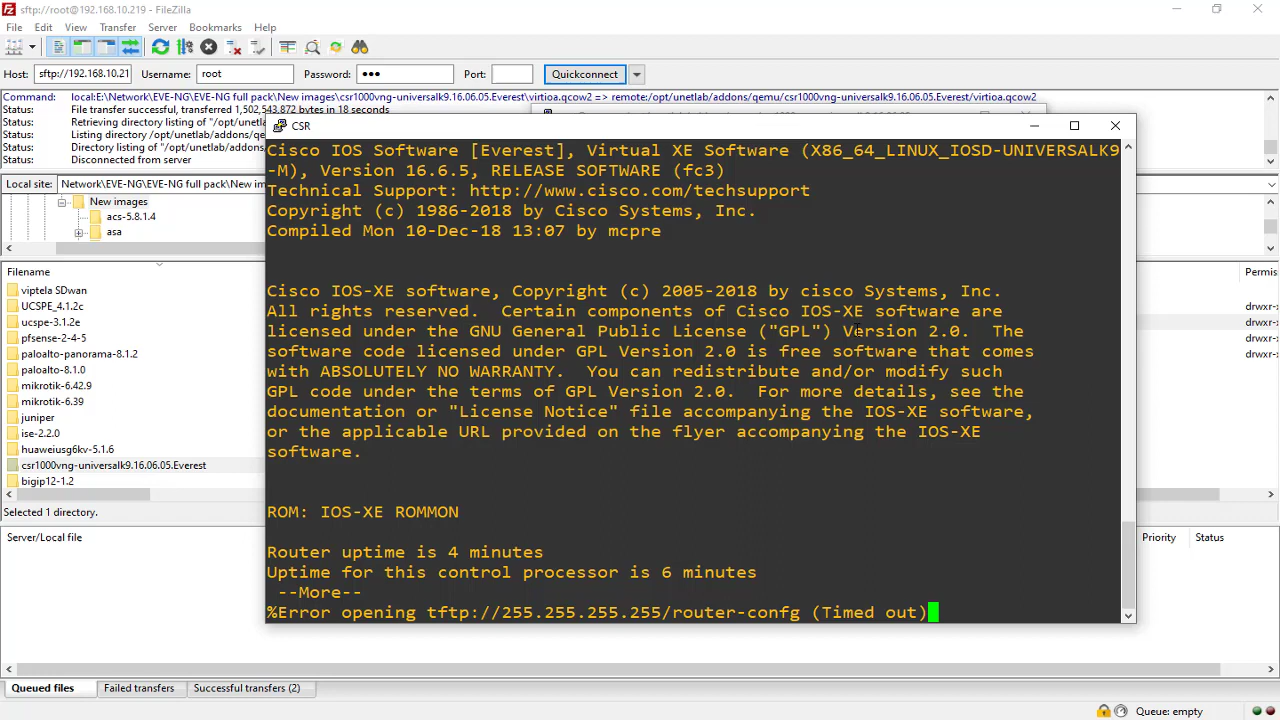 sftp://root@192.168.10.219 - FileZilla
File Edit View Transfer Server Bookmarks Help
Host: sftp://192.168.10.21 Username: root Password: ●●● Port: Quickconnect
Command: local:E:\Network\EVE-NG\EVE-NG full pack\New images\csr1000vng-universalk9.16.06.05.Everest\virtioa.qcow2 => remote:/opt/unetlab/addons/qemu/csr1000vng-universalk9.16.06.05.Everest/virtioa.qcow2
Status: File transfer successful, transferred 1,502,543,872 bytes in 18 seconds
Status: Retrieving directory listing of "/opt/
Status: Listing directory /opt/unetlab/addons
Status: Directory listing of "/opt/unetlab/ad
Status: Disconnected from server
Local site: Network\EVE-NG\EVE-NG full pack\New im
New images
acs-5.8.1.4
asa
Filename
viptela SDwan
UCSPE_4.1.2c
ucspe-3.1.2e
pfsense-2-4-5
paloalto-panorama-8.1.2
paloalto-8.1.0
mikrotik-6.42.9
mikrotik-6.39
juniper
ise-2.2.0
huaweiusg6kv-5.1.6
csr1000vng-universalk9.16.06.05.Everest
bigip12-1.2
Selected 1 directory.
Server/Local file
CSR
Cisco IOS Software [Everest], Virtual XE Software (X86_64_LINUX_IOSD-UNIVERSALK9
-M), Version 16.6.5, RELEASE SOFTWARE (fc3)
Technical Support: http://www.cisco.com/techsupport
Copyright (c) 1986-2018 by Cisco Systems, Inc.
Compiled Mon 10-Dec-18 13:07 by mcpre
Cisco IOS-XE software, Copyright (c) 2005-2018 by cisco Systems, Inc.
All rights reserved.  Certain components of Cisco IOS-XE software are
licensed under the GNU General Public License ("GPL") Version 2.0.  The
software code licensed under GPL Version 2.0 is free software that comes
with ABSOLUTELY NO WARRANTY.  You can redistribute and/or modify such
GPL code under the terms of GPL Version 2.0.  For more details, see the
documentation or "License Notice" file accompanying the IOS-XE software,
or the applicable URL provided on the flyer accompanying the IOS-XE
software.
ROM: IOS-XE ROMMON
Router uptime is 4 minutes
Uptime for this control processor is 6 minutes
--More--
%Error opening tftp://255.255.255.255/router-confg (Timed out)
Permis
drwxr-x
drwxr-x
drwxr-x
drwxr-x
Priority Status
Queued files Failed transfers Successful transfers (2)
Queue: empty